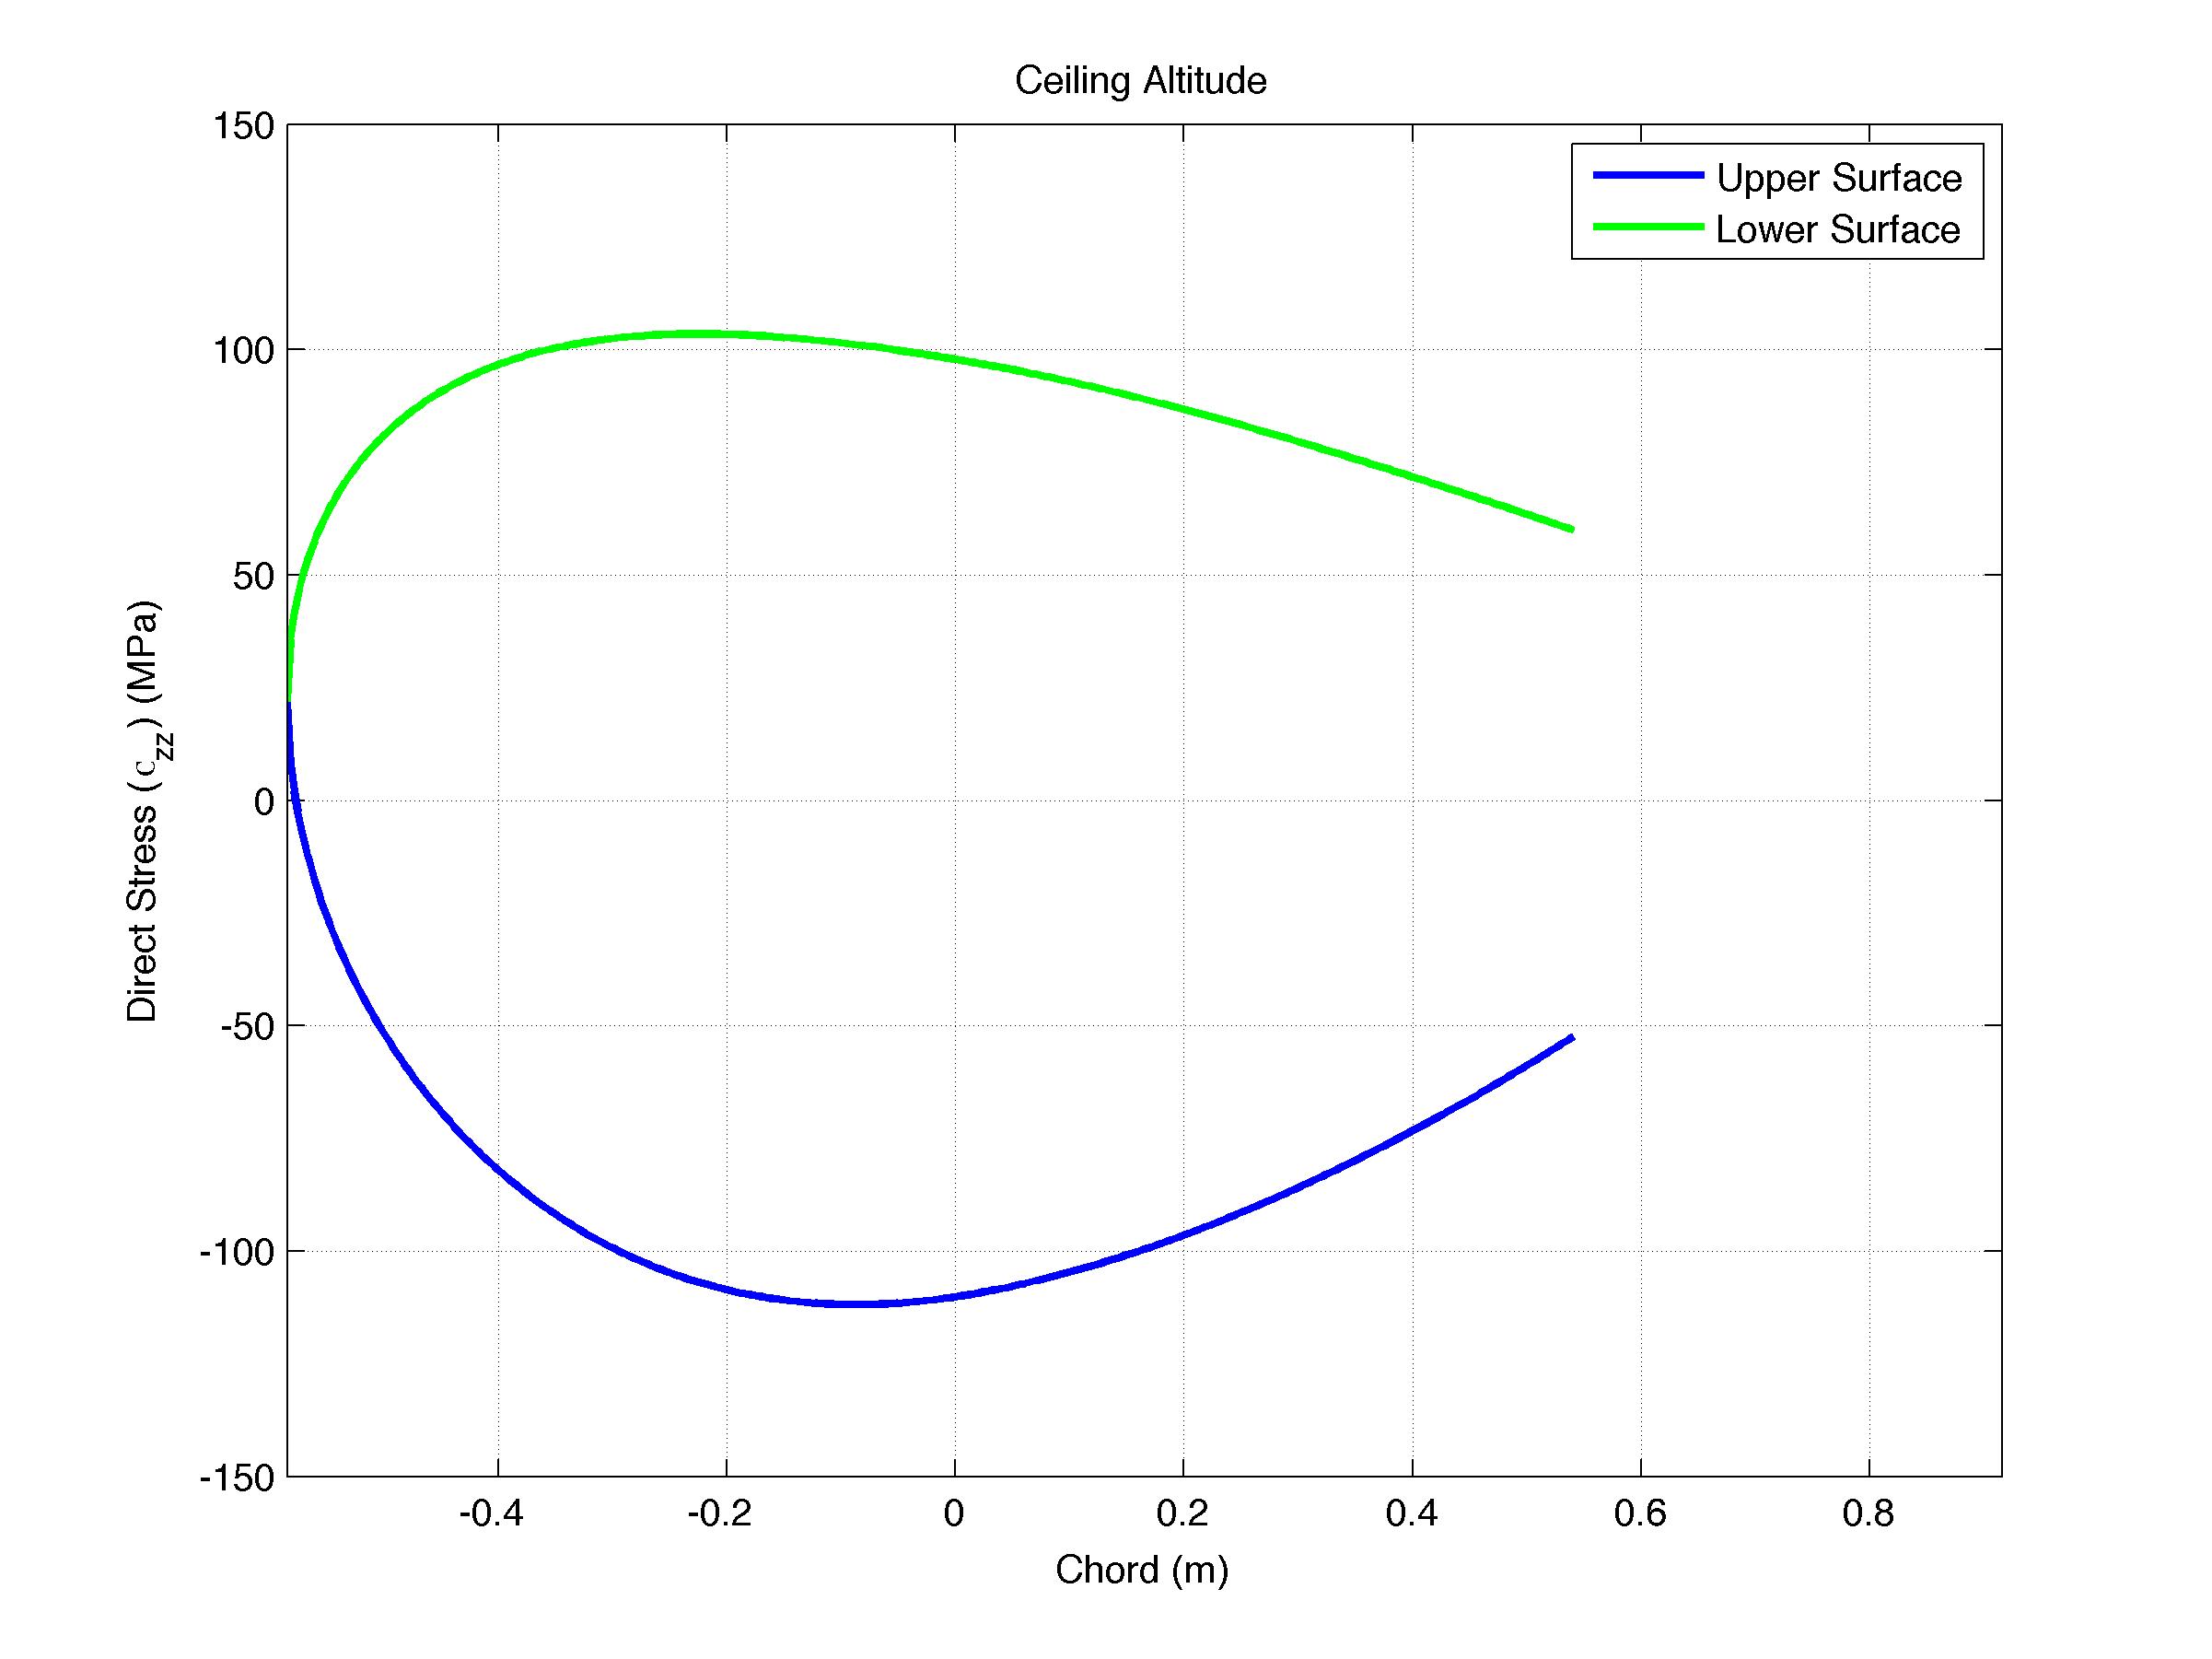 Ceiling Altitude
Upper Surface
Lower Surface
150
100
50
0
-50
-100
-150
Direct Stress (σzz) (MPa)
-0.4
-0.2
0
0.2
0.4
0.6
0.8
Chord (m)